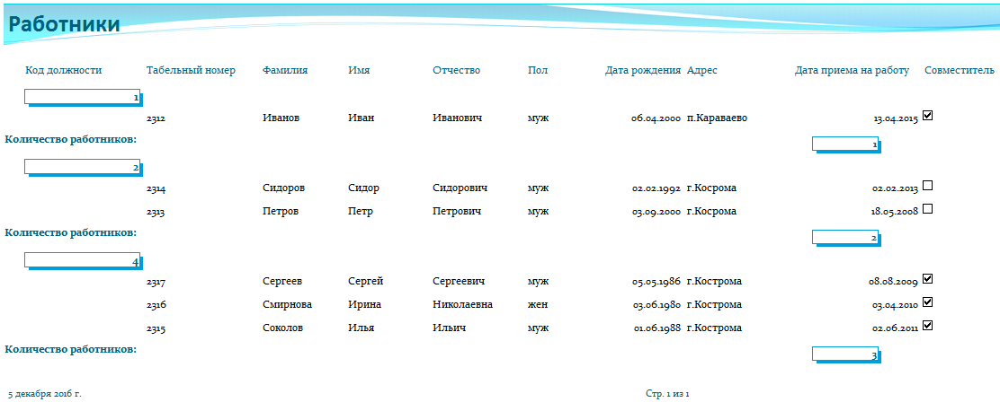 Работники
Код должности Табельный номер Фамилия Имя Отчество Пол Дата рождения Адрес Дата приема на работу Совместитель
1
2312 Иванов Иван Иванович муж 06.04.2000 п.Караваево 13.04.2015
Количество работников: 1
2
2314 Сидоров Сидор Сидорович муж 02.02.1992 г.Косрома 02.02.2013
2313 Петров Петр Петрович муж 03.09.2000 г.Косрома 18.05.2008
Количество работников: 2
4
2317 Сергеев Сергей Сергеевич муж 05.05.1986 г.Кострома 08.08.2009
2316 Смирнова Ирина Николаевна жен 03.06.1980 г.Кострома 03.04.2010
2315 Соколов Илья Ильич муж 01.06.1988 г.Кострома 02.06.2011
Количество работников: 3
5 декабря 2016 г. Стр. 1 из 1